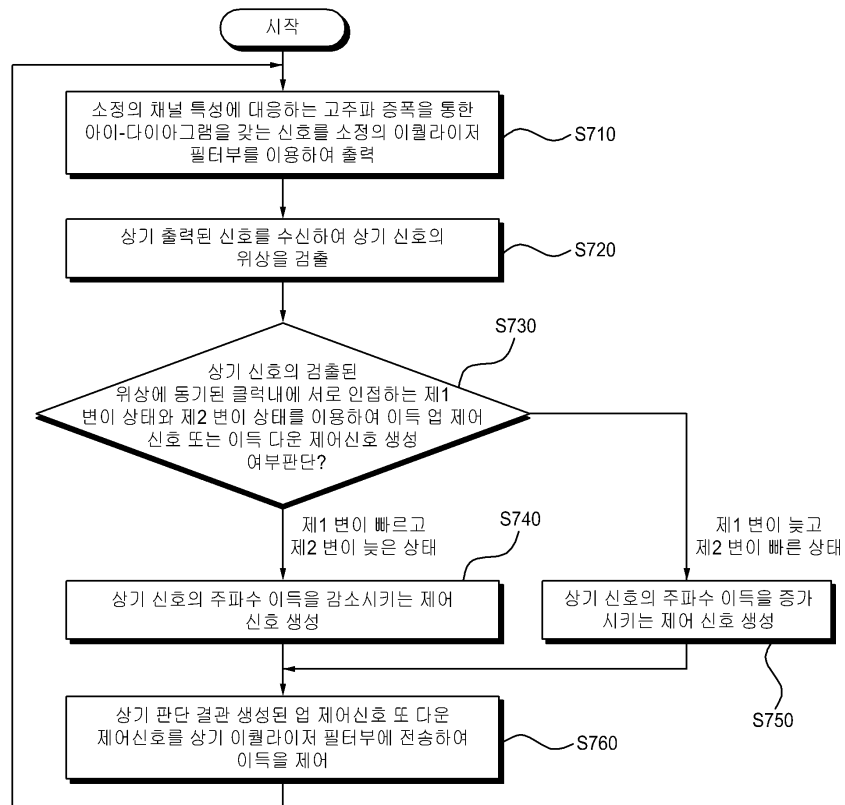 시작
소정의 채널 특성에 대응하는 고주파 증폭을 통한
아이-다이아그램을 갖는 신호를 소정의 이퀄라이저
필터부를 이용하여 출력
S710
상기 출력된 신호를 수신하여 상기 신호의
위상을 검출
S720
S730
상기 신호의 검출된
위상에 동기된 클럭내에 서로 인접하는 제1
변이 상태와 제2 변이 상태를 이용하여 이득 업 제어
신호 또는 이득 다운 제어신호 생성
여부판단?
제1 변이 빠르고
제2 변이 늦은 상태
S740
제1 변이 늦고
제2 변이 빠른 상태
상기 신호의 주파수 이득을 감소시키는 제어
신호 생성
상기 신호의 주파수 이득을 증가
시키는 제어 신호 생성
S750
상기 판단 결관 생성된 업 제어신호 또 다운
제어신호를 상기 이퀄라이저 필터부에 전송하여
이득을 제어
S760